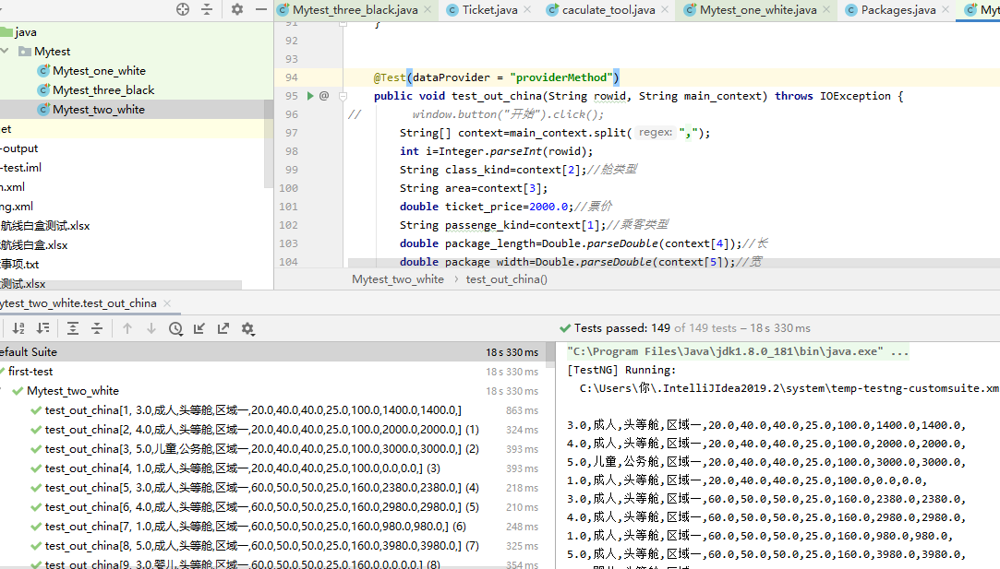 Mytest_three_black.java Ticket.java caculate_tool.java Mytest_one_white.java Packages.java Myt
java
Mytest
Mytest_one_white
Mytest_three_black
Mytest_two_white
et
-output
-test.iml
n.xml
ng.xml
航线白盒测试.xlsx
航线白盒.xlsx
事项.txt
测试.xlsx
91 }
92
93
94 @Test(dataProvider = "providerMethod")
95 @ public void test_out_china(String rowid, String main_context) throws IOException {
96 // window.button("开始").click();
97 String[] context=main_context.split( regex: ",");
98 int i=Integer.parseInt(rowid);
99 String class_kind=context[2];//舱类型
100 String area=context[3];
101 double ticket_price=2000.0;//票价
102 String passenge_kind=context[1];//乘客类型
103 double package_length=Double.parseDouble(context[4]);//长
104 double package_width=Double.parseDouble(context[5]);//宽
Mytest_two_white › test_out_china()
ytest_two_white.test_out_china
Tests passed: 149 of 149 tests – 18 s 330 ms
efault Suite 18 s 330 ms
first-test 18 s 330 ms
Mytest_two_white 18 s 330 ms
test_out_china[1, 3.0,成人,头等舱,区域一,20.0,40.0,40.0,25.0,100.0,1400.0,1400.0,] 863 ms
test_out_china[2, 4.0,成人,头等舱,区域一,20.0,40.0,40.0,25.0,100.0,2000.0,2000.0,] (1) 324 ms
test_out_china[3, 5.0,儿童,公务舱,区域一,20.0,40.0,40.0,25.0,100.0,3000.0,3000.0,] (2) 393 ms
test_out_china[4, 1.0,成人,头等舱,区域一,20.0,40.0,40.0,25.0,100.0,0.0,0.0,] (3) 393 ms
test_out_china[5, 3.0,成人,头等舱,区域一,60.0,50.0,50.0,25.0,160.0,2380.0,2380.0,] (4) 218 ms
test_out_china[6, 4.0,成人,头等舱,区域一,60.0,50.0,50.0,25.0,160.0,2980.0,2980.0,] (5) 210 ms
test_out_china[7, 1.0,成人,头等舱,区域一,60.0,50.0,50.0,25.0,160.0,980.0,980.0,] (6) 248 ms
test_out_china[8, 5.0,成人,头等舱,区域一,60.0,50.0,50.0,25.0,160.0,3980.0,3980.0,] (7) 325 ms
test_out_china[9, 3.0,婴儿,头等舱,区域一,60.0,50.0,50.0,25.0,160.0,0.0,0.0,] (8) 354 ms
"C:\Program Files\Java\jdk1.8.0_181\bin\java.exe" ...
[TestNG] Running:
C:\Users\你\.IntelliJIdea2019.2\system\temp-testng-customsuite.xm
3.0,成人,头等舱,区域一,20.0,40.0,40.0,25.0,100.0,1400.0,1400.0,
4.0,成人,头等舱,区域一,20.0,40.0,40.0,25.0,100.0,2000.0,2000.0,
5.0,儿童,公务舱,区域一,20.0,40.0,40.0,25.0,100.0,3000.0,3000.0,
1.0,成人,头等舱,区域一,20.0,40.0,40.0,25.0,100.0,0.0,0.0,
3.0,成人,头等舱,区域一,60.0,50.0,50.0,25.0,160.0,2380.0,2380.0,
4.0,成人,头等舱,区域一,60.0,50.0,50.0,25.0,160.0,2980.0,2980.0,
1.0,成人,头等舱,区域一,60.0,50.0,50.0,25.0,160.0,980.0,980.0,
5.0,成人,头等舱,区域一,60.0,50.0,50.0,25.0,160.0,3980.0,3980.0,